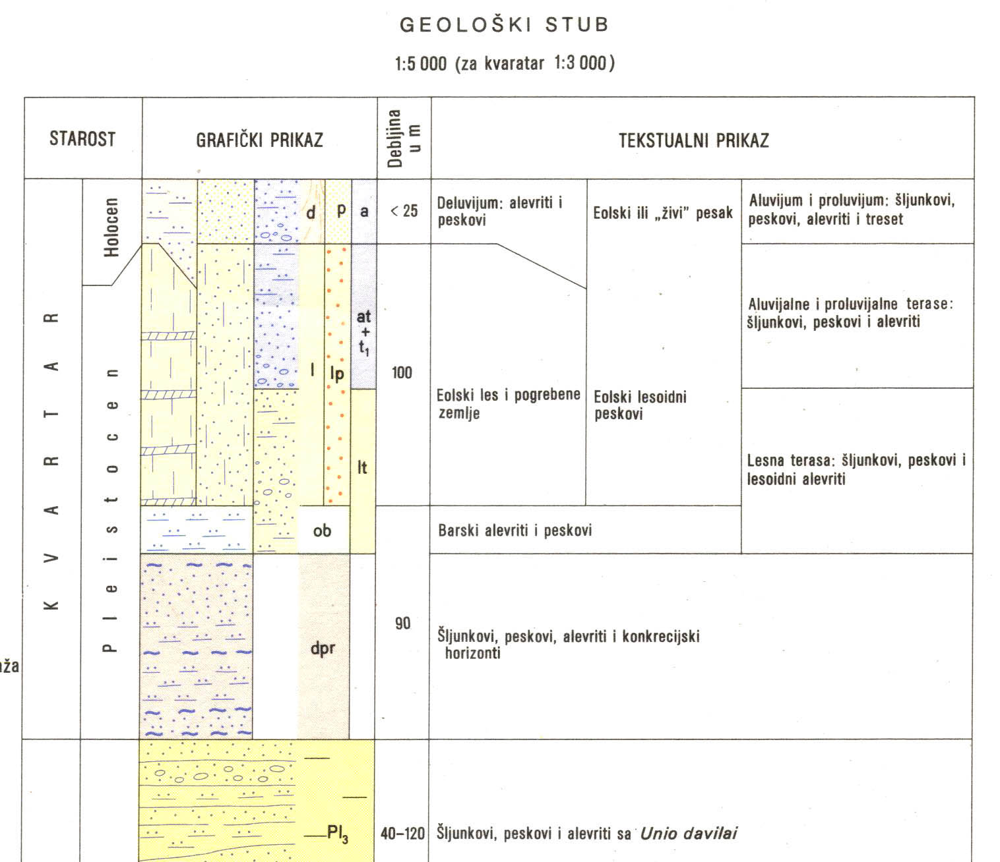 GEOLOŠKI STUB
1:5 000 (za kvaratar 1:3 000)
STAROST
GRAFIČKI PRIKAZ
Debljina
u m
TEKSTUALNI PRIKAZ
KVARTAR
Holocen
Pleistocen
d
p
a
< 25
Deluvijum: alevriti i
peskovi
Eolski ili „živi” pesak
Aluvijum i proluvijum: šljunkovi,
peskovi, alevriti i treset
at
+
t₁
l
lp
100
Eolski les i pogrebene
zemlje
Eolski lesoidni
peskovi
Aluvijalne i proluvijalne terase:
šljunkovi, peskovi i alevriti
lt
Lesna terasa: šljunkovi, peskovi i
lesoidni alevriti
ob
Barski alevriti i peskovi
dpr
90
Šljunkovi, peskovi, alevriti i konkrecijski
horizonti
Pl₃
40–120
Šljunkovi, peskovi i alevriti sa Unio davilai